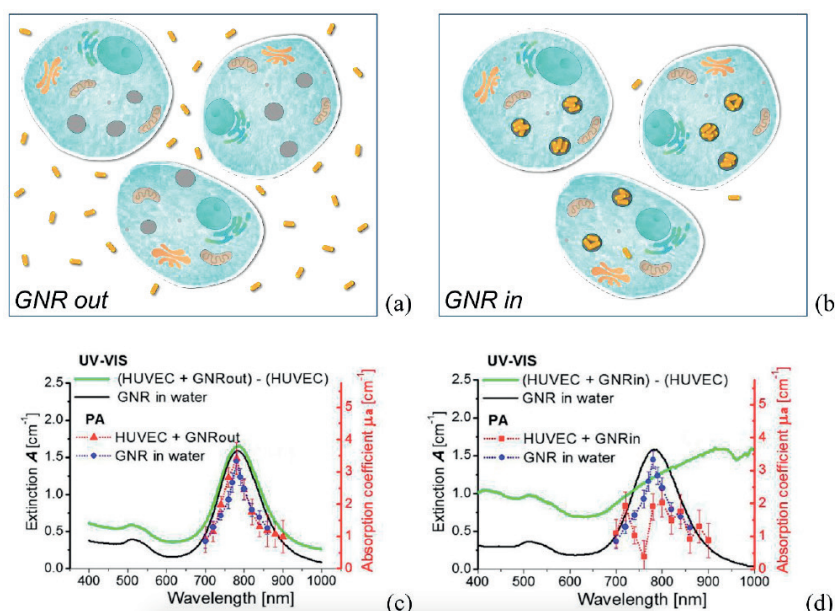 GNR out
(a)
GNR in
(b)
UV-VIS
(HUVEC + GNRout) - (HUVEC)
GNR in water
PA
HUVEC + GNRout
GNR in water
Extinction A [cm⁻¹]
2.5
2.0
1.5
1.0
0.5
0.0
400 500 600 700 800 900 1000
Wavelength [nm]
5
4
3
2
1
0
Absorption coefficient μa [cm⁻¹]
(c)
UV-VIS
(HUVEC + GNRin) - (HUVEC)
GNR in water
PA
HUVEC + GNRin
GNR in water
Extinction A [cm⁻¹]
2.5
2.0
1.5
1.0
0.5
0.0
400 500 600 700 800 900 1000
Wavelength [nm]
5
4
3
2
1
0
Absorption coefficient μa [cm⁻¹]
(d)